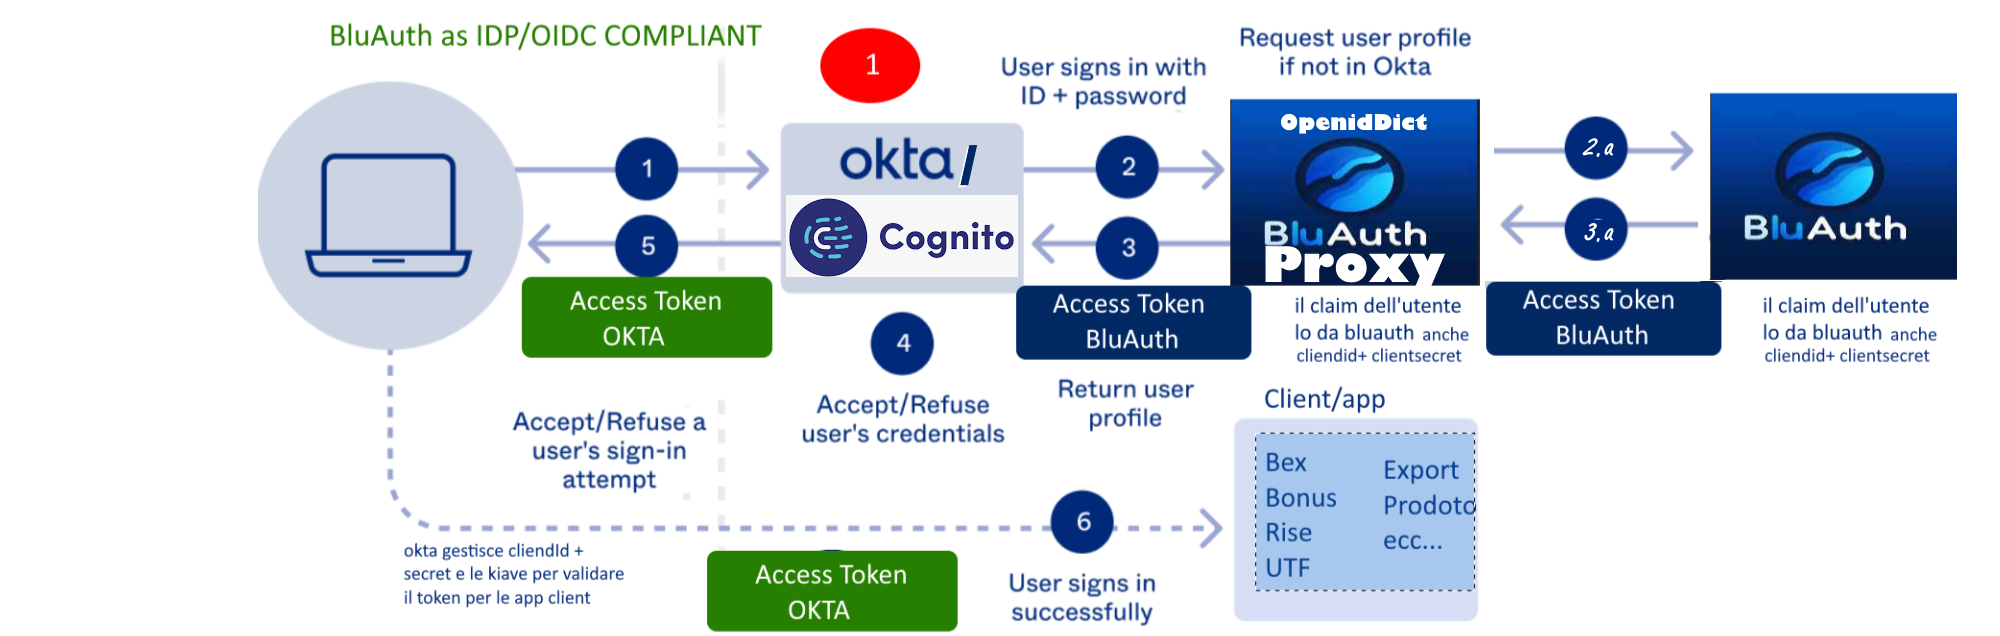 BluAuth as IDP/OIDC COMPLIANT
1
User signs in with
ID + password
Request user profile
if not in Okta
1
5
okta/
Cognito
2
3
OpenidDict
BluAuth
Proxy
2.a
3.a
BluAuth
Access Token
OKTA
4
Accept/Refuse
user's credentials
Access Token
BluAuth
Return user
profile
il claim dell'utente
lo da bluauth anche
cliendid+ clientsecret
Access Token
BluAuth
il claim dell'utente
lo da bluauth anche
cliendid+ clientsecret
Accept/Refuse a
user's sign-in
attempt
Client/app
Bex
Bonus
Rise
UTF
Export
Prodoto
ecc...
6
okta gestisce cliendId +
secret e le kiave per validare
il token per le app client
Access Token
OKTA
User signs in
successfully